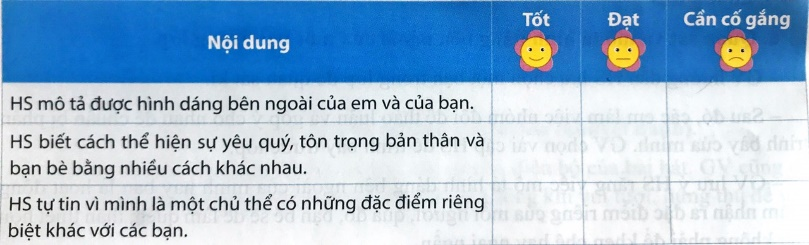 Nội dung
Tốt
Đạt
Cần cố gắng
HS mô tả được hình dáng bên ngoài của em và của bạn.
HS biết cách thể hiện sự yêu quý, tôn trọng bản thân và
bạn bè bằng nhiều cách khác nhau.
HS tự tin vì mình là một chủ thể có những đặc điểm riêng
biệt khác với các bạn.